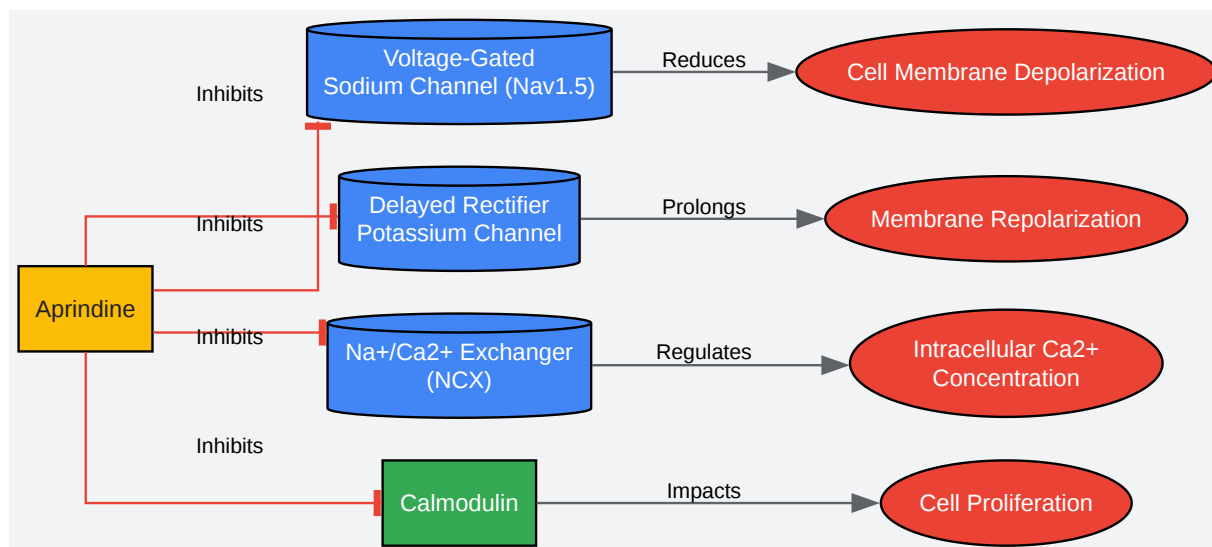 Voltage-Gated
Sodium Channel (Nav1.5)
Reduces
Cell Membrane Depolarization
Inhibits
Delayed Rectifier
Potassium Channel
Prolongs
Membrane Repolarization
Inhibits
Aprindine
Inhibits
Na+/Ca2+ Exchanger
(NCX)
Regulates
Intracellular Ca2+
Concentration
Inhibits
Calmodulin
Impacts
Cell Proliferation